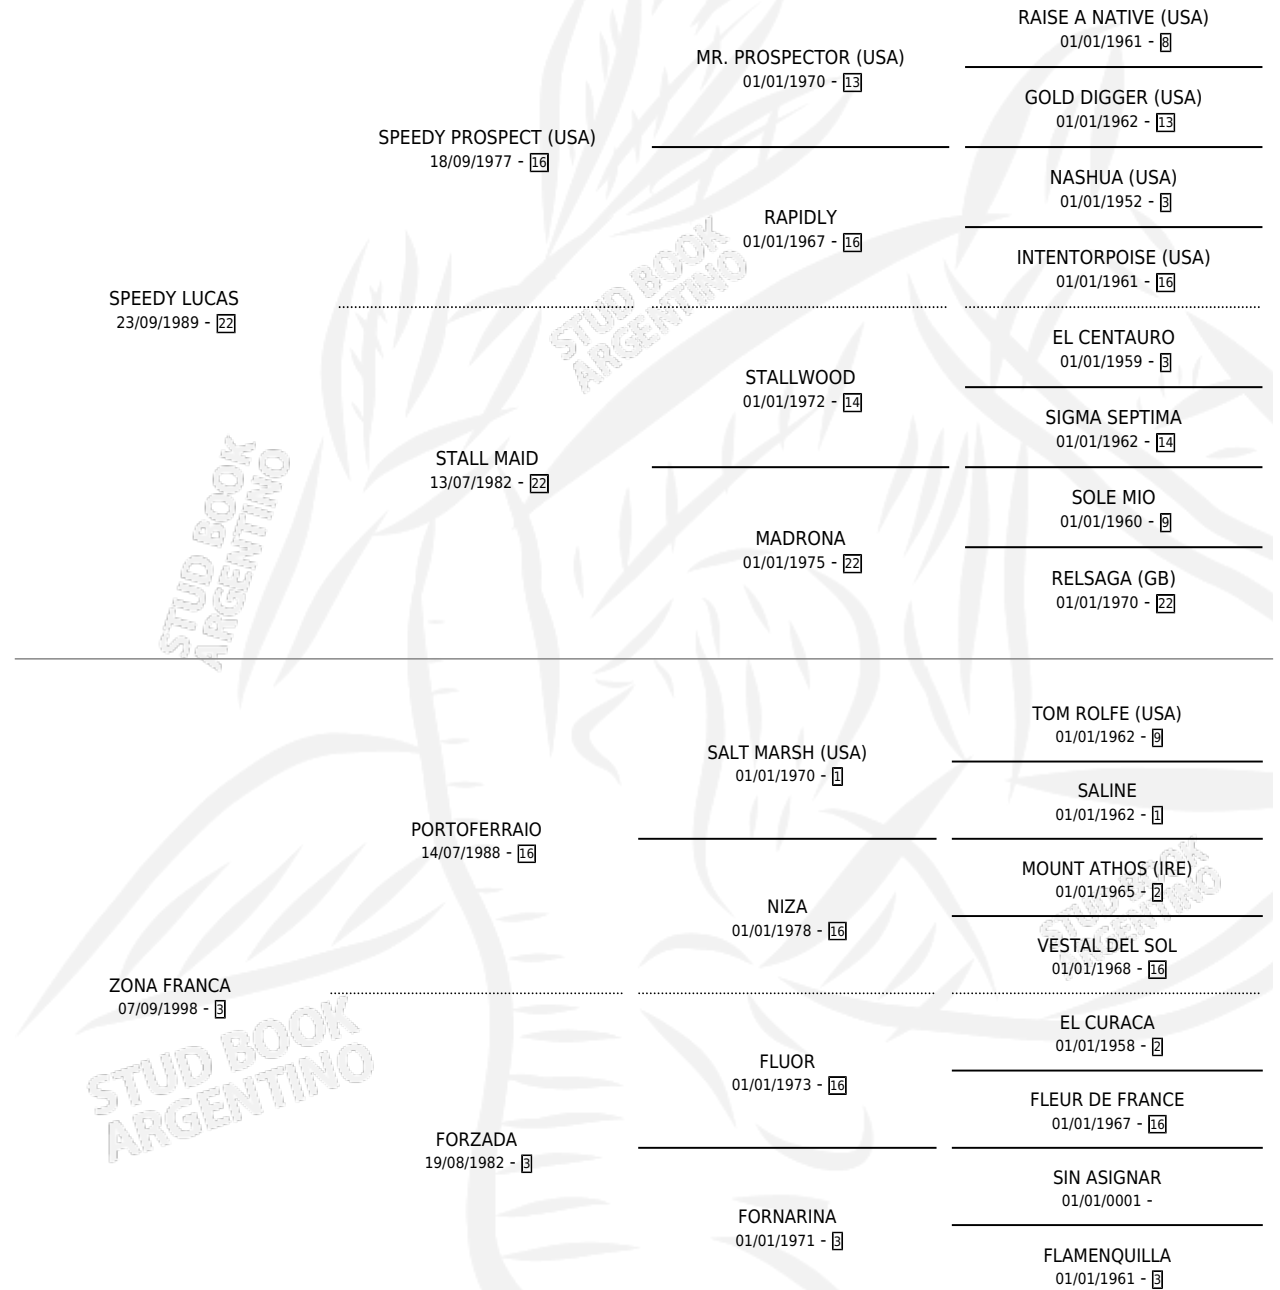 RAISE A NATIVE (USA)
01/01/1961 - 8
MR. PROSPECTOR (USA)
01/01/1970 - 13
GOLD DIGGER (USA)
01/01/1962 - 13
SPEEDY PROSPECT (USA)
18/09/1977 - 16
NASHUA (USA)
01/01/1952 - 3
RAPIDLY
01/01/1967 - 16
INTENTORPOISE (USA)
01/01/1961 - 16
SPEEDY LUCAS
23/09/1989 - 22
STUD BOOK
ARGENTINO
EL CENTAURO
01/01/1959 - 3
STALLWOOD
01/01/1972 - 14
SIGMA SEPTIMA
01/01/1962 - 14
STALL MAID
13/07/1982 - 22
SOLE MIO
01/01/1960 - 9
MADRONA
01/01/1975 - 22
RELSAGA (GB)
01/01/1970 - 22
STUD BOOK
ARGENTINO
TOM ROLFE (USA)
01/01/1962 - 9
SALT MARSH (USA)
01/01/1970 - 1
SALINE
01/01/1962 - 1
PORTOFERRAIO
14/07/1988 - 16
MOUNT ATHOS (IRE)
01/01/1965 - 2
STUD BOOK
ARGENTINO
NIZA
01/01/1978 - 16
VESTAL DEL SOL
01/01/1968 - 16
ZONA FRANCA
07/09/1998 - 3
STUD BOOK
ARGENTINO
EL CURACA
01/01/1958 - 2
FLUOR
01/01/1973 - 16
FLEUR DE FRANCE
01/01/1967 - 16
FORZADA
19/08/1982 - 3
SIN ASIGNAR
01/01/0001 -
FORNARINA
01/01/1971 - 3
FLAMENQUILLA
01/01/1961 - 3